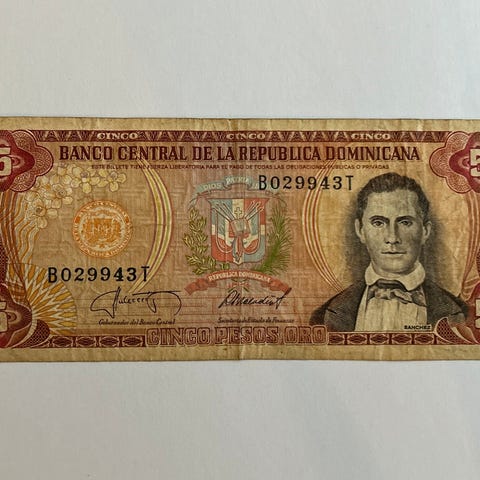 CINCO CINCO CINCO
5 BANCO CENTRAL DE LA REPUBLICA DOMINICANA 5
ESTE BILLETE TIENE FUERZA LIBERATORIA PARA EL PAGO DE TODAS LAS OBLIGACIONES PUBLICAS O PRIVADAS
DIOS PATRIA
B029943T
B029943T
REPUBLICA DOMINICANA
Gobernador del Banco Central Secretario de Estado de Finanzas
SANCHEZ
CINCO PESOS ORO